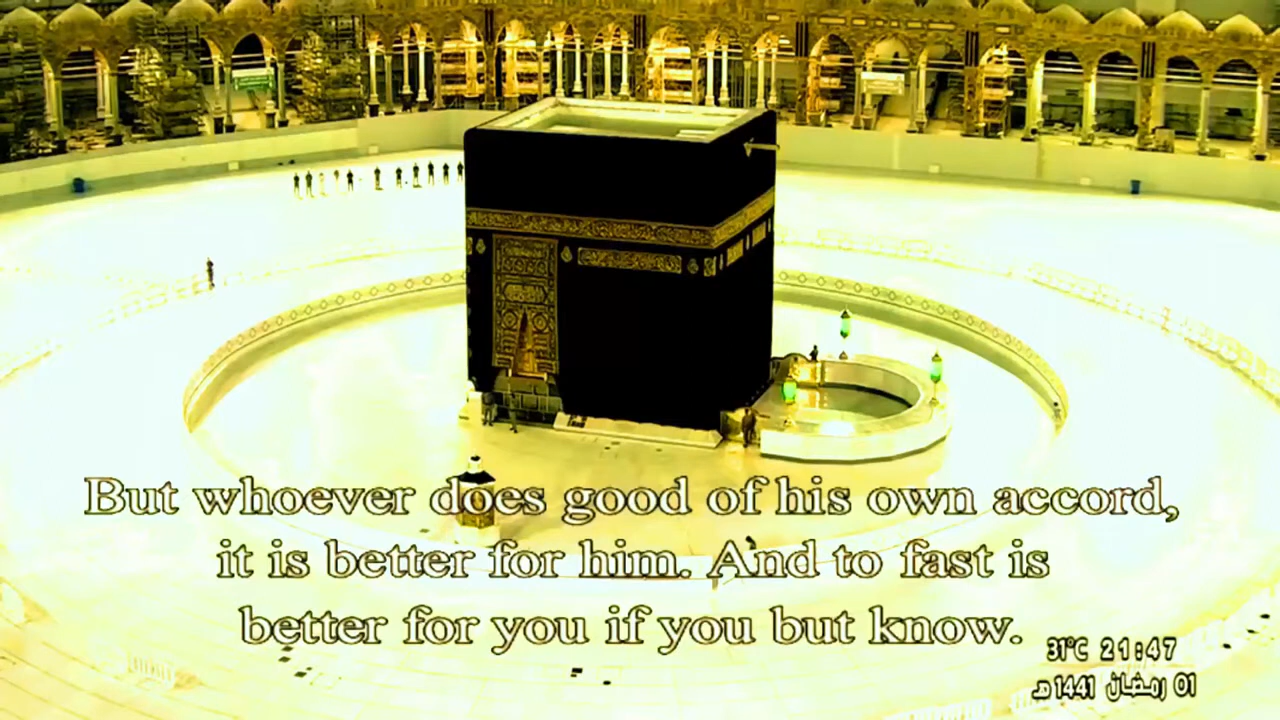 But whoever does good of his own accord,
it is better for him. And to fast is
better for you if you but know.
31°C 21:47
01 رمضان 1441 هـ